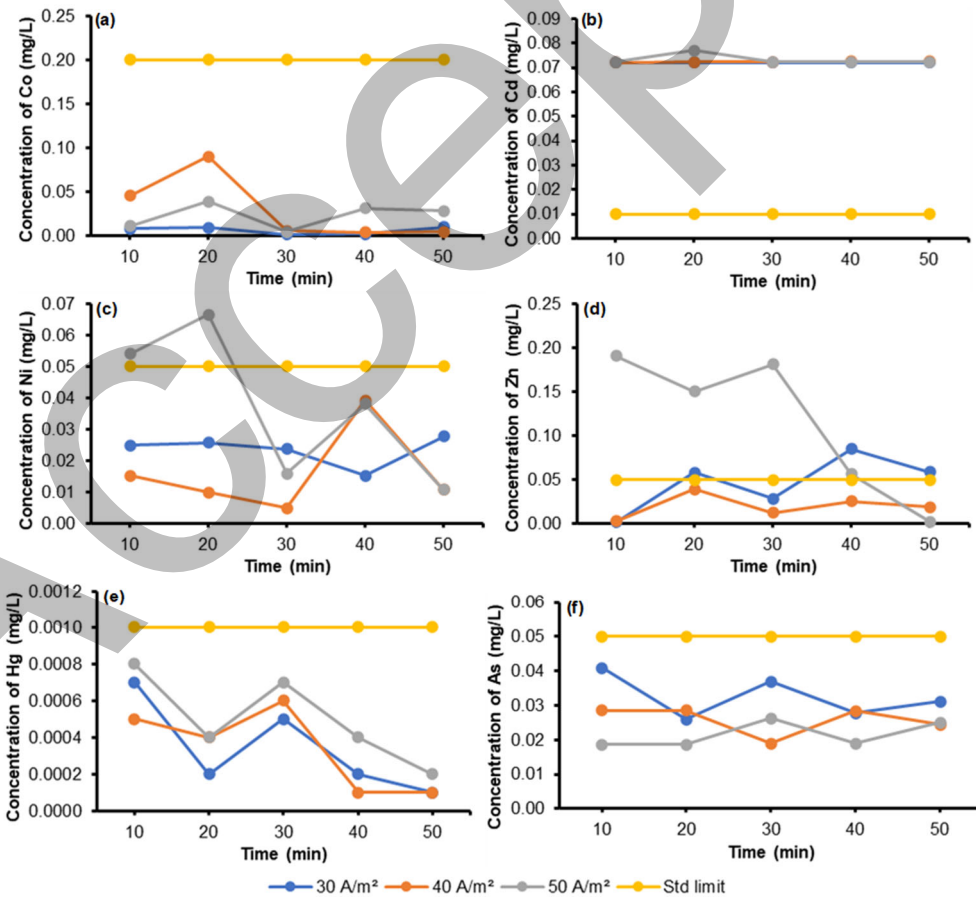 (a)
Concentration of Co (mg/L)
0.25
0.20
0.15
0.10
0.05
0.00
10 20 30 40 50
Time (min)
(b)
Concentration of Cd (mg/L)
0.09
0.08
0.07
0.06
0.05
0.04
0.03
0.02
0.01
0.00
10 20 30 40 50
Time (min)
(c)
Concentration of Ni (mg/L)
0.07
0.06
0.05
0.04
0.03
0.02
0.01
0.00
10 20 30 40 50
Time (min)
(d)
Concentration of Zn (mg/L)
0.25
0.20
0.15
0.10
0.05
0.00
10 20 30 40 50
Time (min)
(e)
Concentration of Hg (mg/L)
0.0012
0.0010
0.0008
0.0006
0.0004
0.0002
0.0000
10 20 30 40 50
Time (min)
(f)
Concentration of As (mg/L)
0.06
0.05
0.04
0.03
0.02
0.01
0.00
10 20 30 40 50
Time (min)
30 A/m² 40 A/m² 50 A/m² Std limit